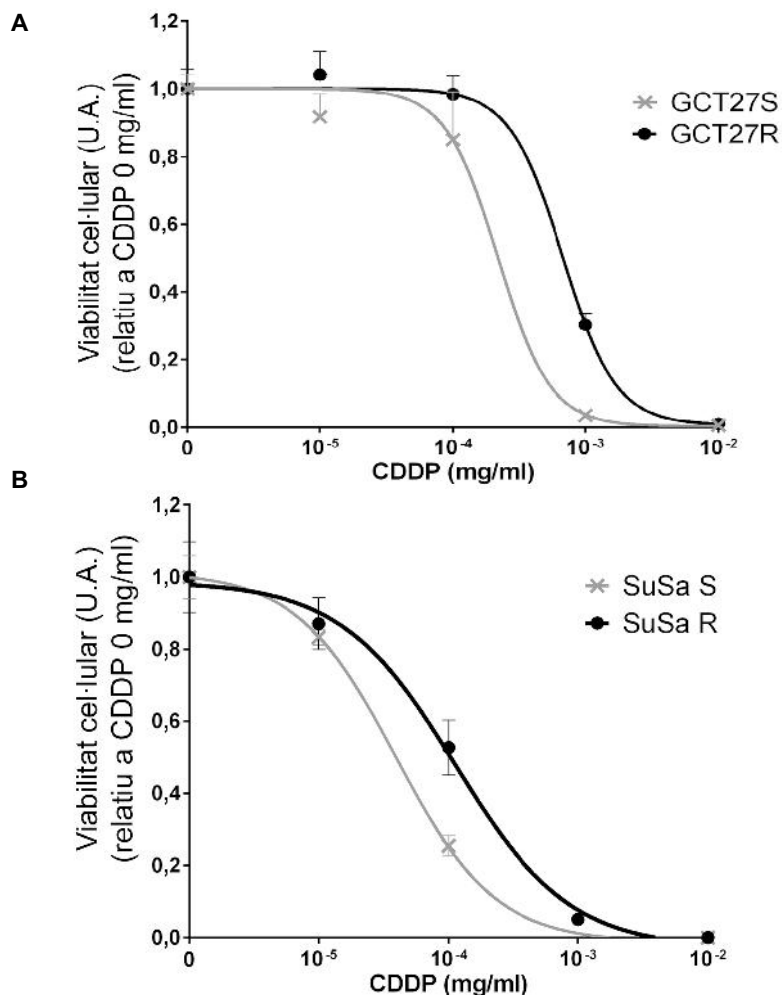 A
Viabilitat cel·lular (U.A.)
(relatiu a CDDP 0 mg/ml)
1,2
1,0
0,8
0,6
0,4
0,2
0,0
0
10-5
10-4
10-3
10-2
CDDP (mg/ml)
GCT27S
GCT27R
B
Viabilitat cel·lular (U.A.)
(relatiu a CDDP 0 mg/ml)
1,2
1,0
0,8
0,6
0,4
0,2
0,0
0
10-5
10-4
10-3
10-2
CDDP (mg/ml)
SuSa S
SuSa R